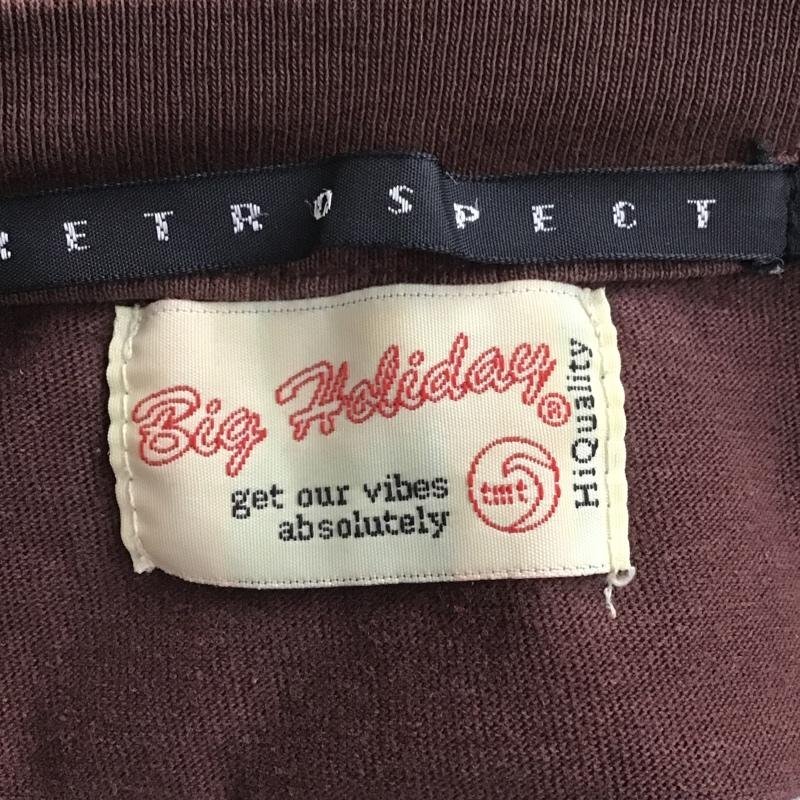 RETROSPECT
Big Holiday®
HiQuality
get our vibes
absolutely
tmt